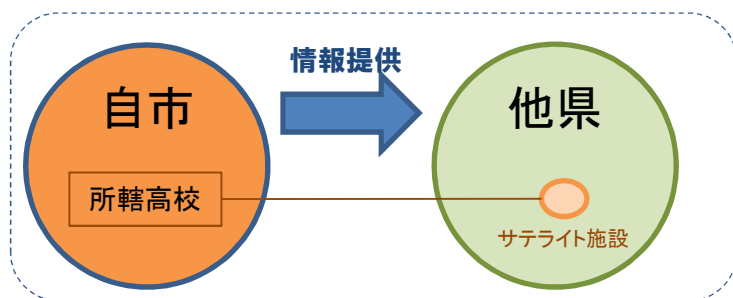 情報提供
自市
他県
所轄高校
サテライト施設